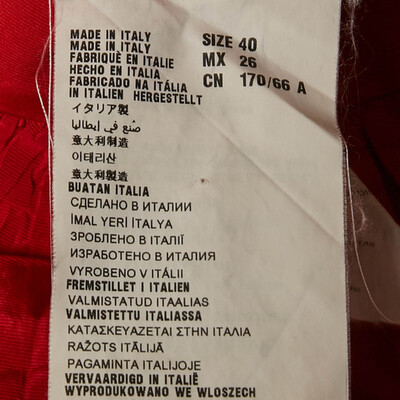 MADE IN ITALY
MADE IN ITALY
FABRIQUÉ EN ITALIE
HECHO EN ITALIA
FABRICADO NA ITÁLIA
IN ITALIEN HERGESTELLT
SIZE 40
MX 26
CN 170/66 A
イタリア製
صنع في إيطاليا
意大利制造
이테리산
意大利製造
BUATAN ITALIA
СДЕЛАНО В ИТАЛИИ
İMAL YERİ İTALYA
ЗРОБЛЕНО В ІТАЛІЇ
ИЗРАБОТЕНО В ИТАЛИЯ
VYROBENO V ITÁLII
FREMSTILLET I ITALIEN
VALMISTATUD ITAALIAS
VALMISTETTU ITALIASSA
ΚΑΤΑΣΚΕΥΑΖΕΤΑΙ ΣΤΗΝ ΙΤΑΛΙΑ
RAŽOTS ITĀLIJĀ
PAGAMINTA ITALIJOJE
VERVAARDIGD IN ITALIË
WYPRODUKOWANO WE WLOSZECH